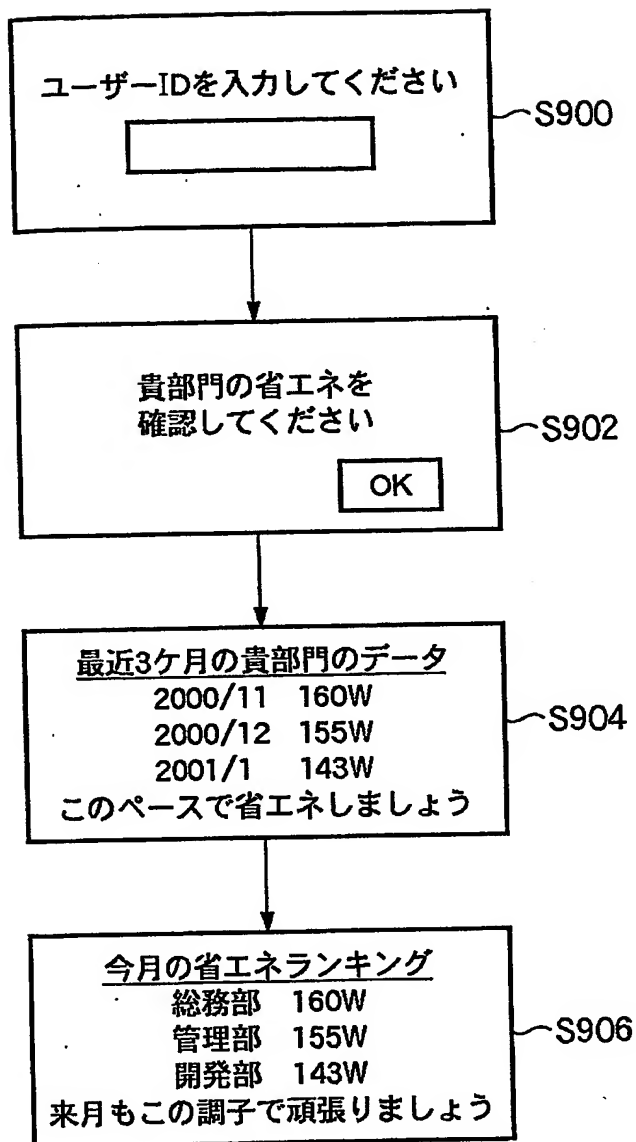 ユーザーIDを入力してください
S900
貴部門の省エネを
確認してください
OK
S902
最近3ケ月の貴部門のデータ
2000/11 160W
2000/12 155W
2001/1 143W
このペースで省エネしましょう
S904
今月の省エネランキング
総務部 160W
管理部 155W
開発部 143W
来月もこの調子で頑張りましょう
S906